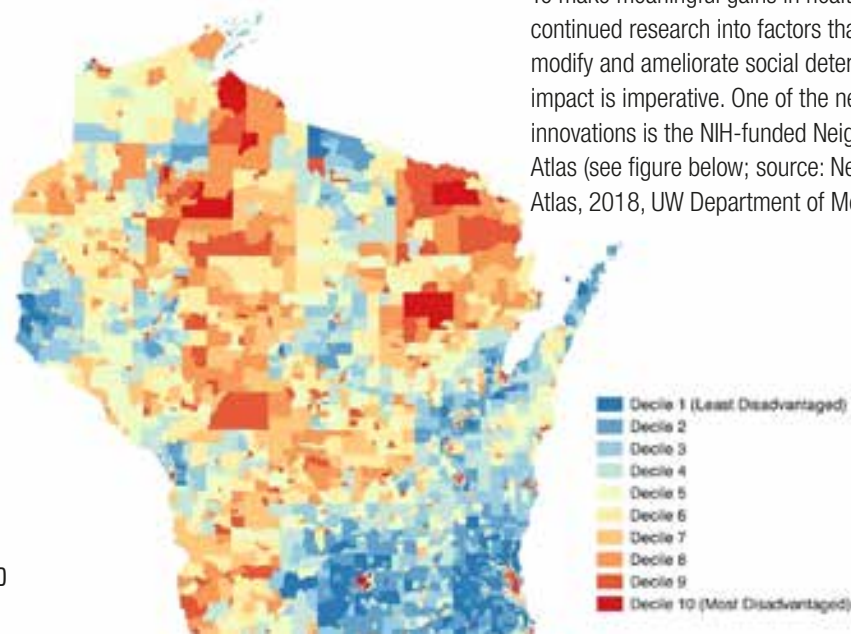 continued research into factors tha
modify and ameliorate social deter
impact is imperative. One of the ne
innovations is the NIH-funded Neig
Atlas (see figure below; source: Ne
Atlas, 2018, UW Department of Me
Decile 1 (Least Disadvantaged)
Decile 2
Decile 3
Decile 4
Decile 5
Decile 6
Decile 7
Decile 8
Decile 9
Decile 10 (Most Disadvantaged)